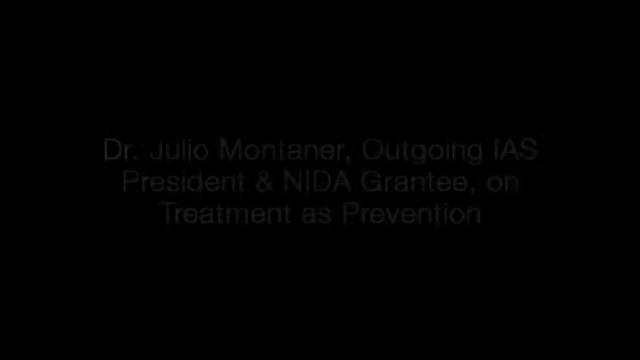 Dr. Julio Montaner, Outgoing IAS
President & NIDA Grantee, on
Treatment as Prevention